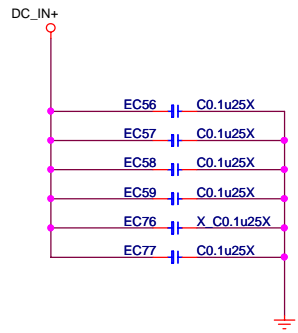 DC_IN+
EC56 C0.1u25X
EC57 C0.1u25X
EC58 C0.1u25X
EC59 C0.1u25X
EC76 X_C0.1u25X
EC77 C0.1u25X